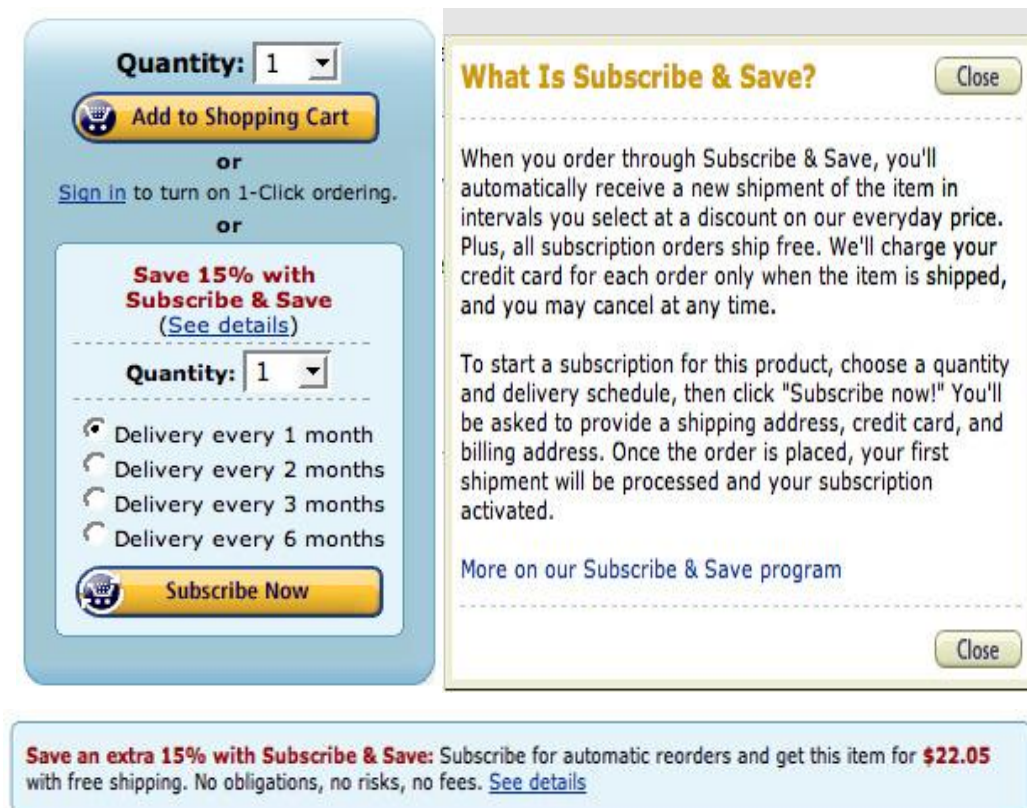 Quantity: 1
Add to Shopping Cart
or
Sign in to turn on 1-Click ordering.
or
Save 15% with
Subscribe & Save
(See details)
Quantity: 1
Delivery every 1 month
Delivery every 2 months
Delivery every 3 months
Delivery every 6 months
Subscribe Now
What Is Subscribe & Save?
Close
When you order through Subscribe & Save, you'll
automatically receive a new shipment of the item in
intervals you select at a discount on our everyday price.
Plus, all subscription orders ship free. We'll charge your
credit card for each order only when the item is shipped,
and you may cancel at any time.
To start a subscription for this product, choose a quantity
and delivery schedule, then click "Subscribe now!" You'll
be asked to provide a shipping address, credit card, and
billing address. Once the order is placed, your first
shipment will be processed and your subscription
activated.
More on our Subscribe & Save program
Close
Save an extra 15% with Subscribe & Save: Subscribe for automatic reorders and get this item for $22.05
with free shipping. No obligations, no risks, no fees. See details